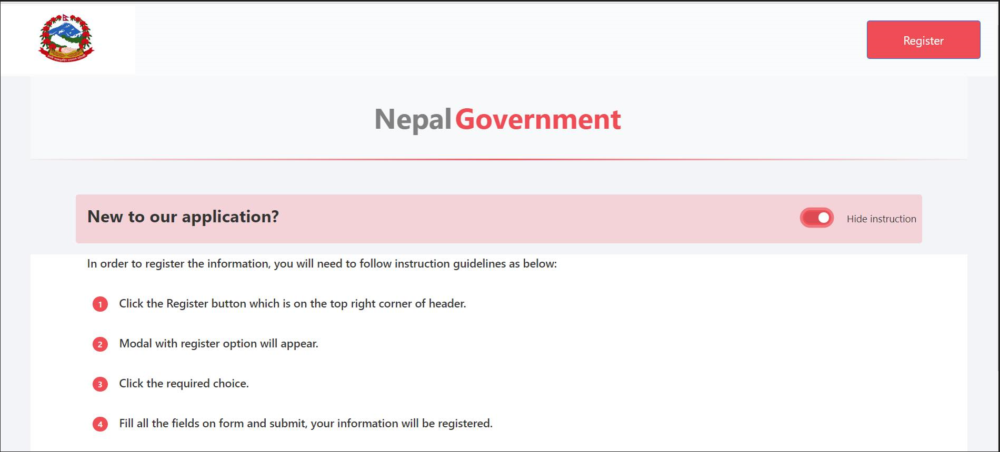 Register
Nepal Government
New to our application?
Hide instruction
In order to register the information, you will need to follow instruction guidelines as below:
1 Click the Register button which is on the top right corner of header.
2 Modal with register option will appear.
3 Click the required choice.
4 Fill all the fields on form and submit, your information will be registered.